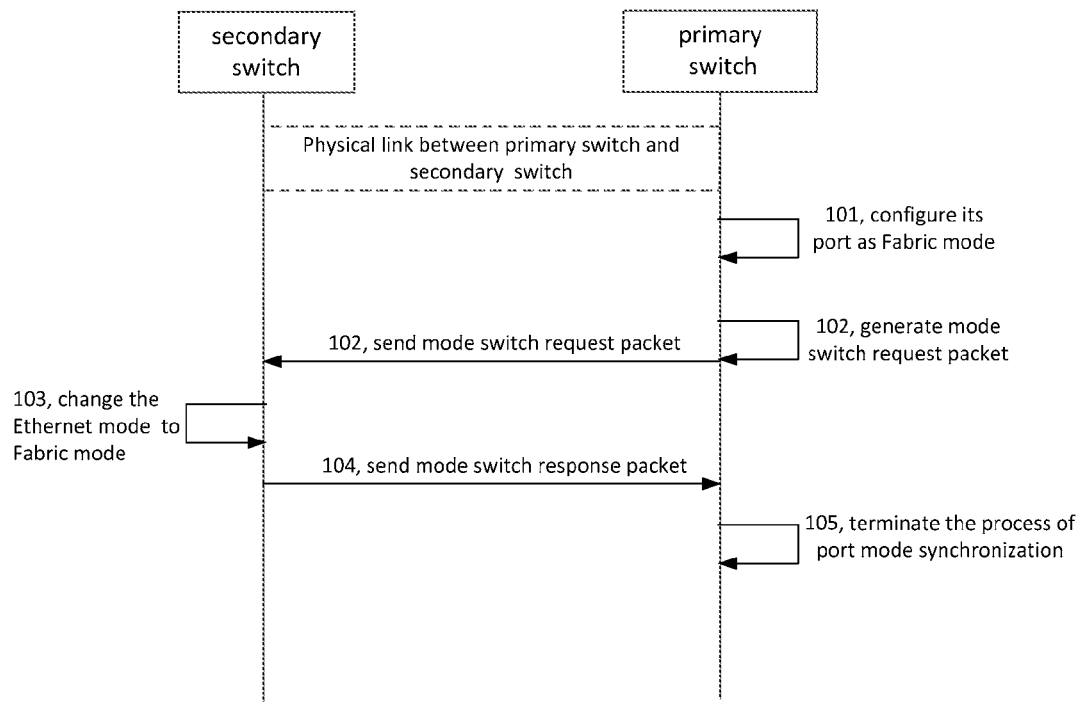 secondary
switch
primary
switch
Physical link between primary switch and
secondary switch
101, configure its
port as Fabric mode
102, generate mode
switch request packet
102, send mode switch request packet
103, change the
Ethernet mode to
Fabric mode
104, send mode switch response packet
105, terminate the process of
port mode synchronization